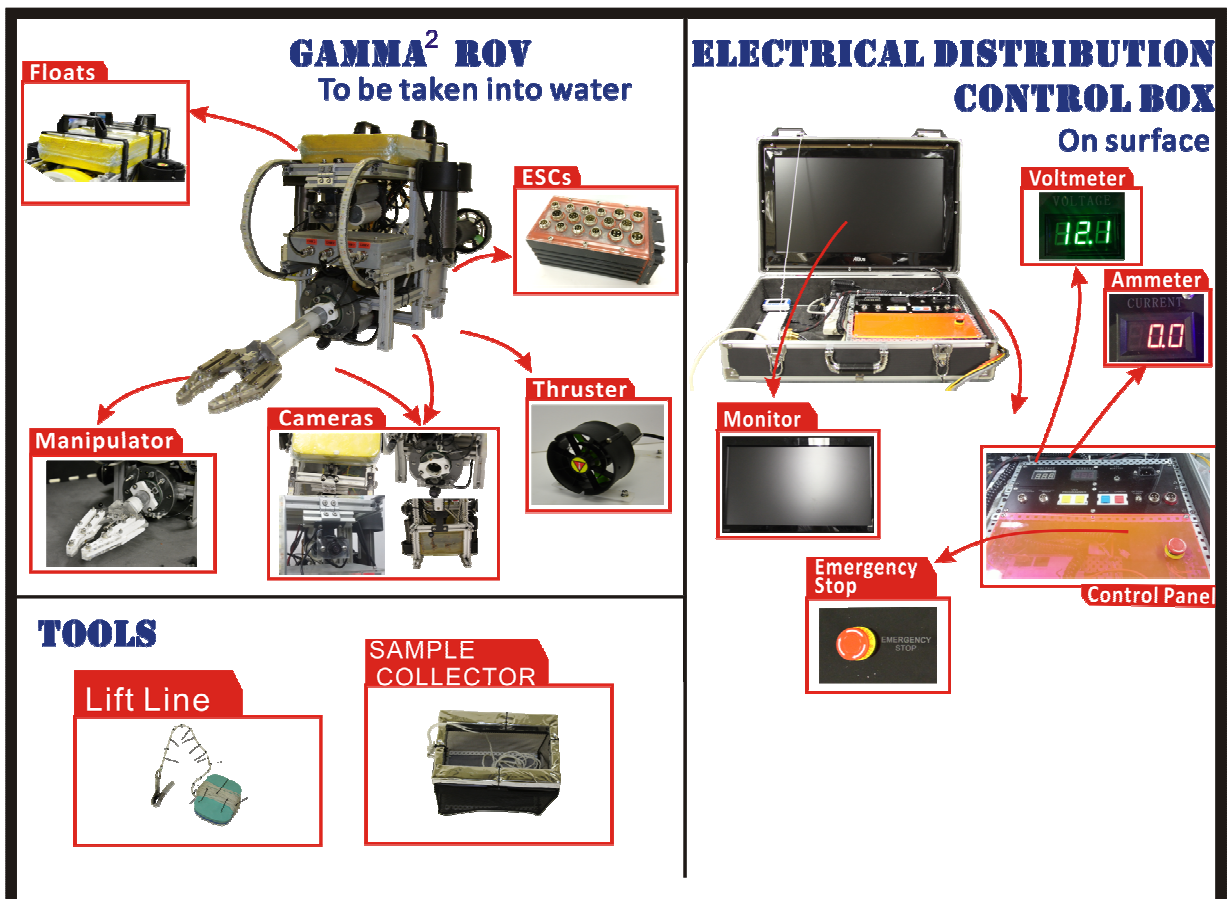 GAMMA² ROV
To be taken into water
Floats
ESCs
Thruster
Cameras
Manipulator
ELECTRICAL DISTRIBUTION
CONTROL BOX
On surface
Voltmeter
VOLTAGE
12.1
Ammeter
CURRENT
0.0
Monitor
Emergency
Stop
EMERGENCY
STOP
Control Panel
TOOLS
Lift Line
SAMPLE
COLLECTOR